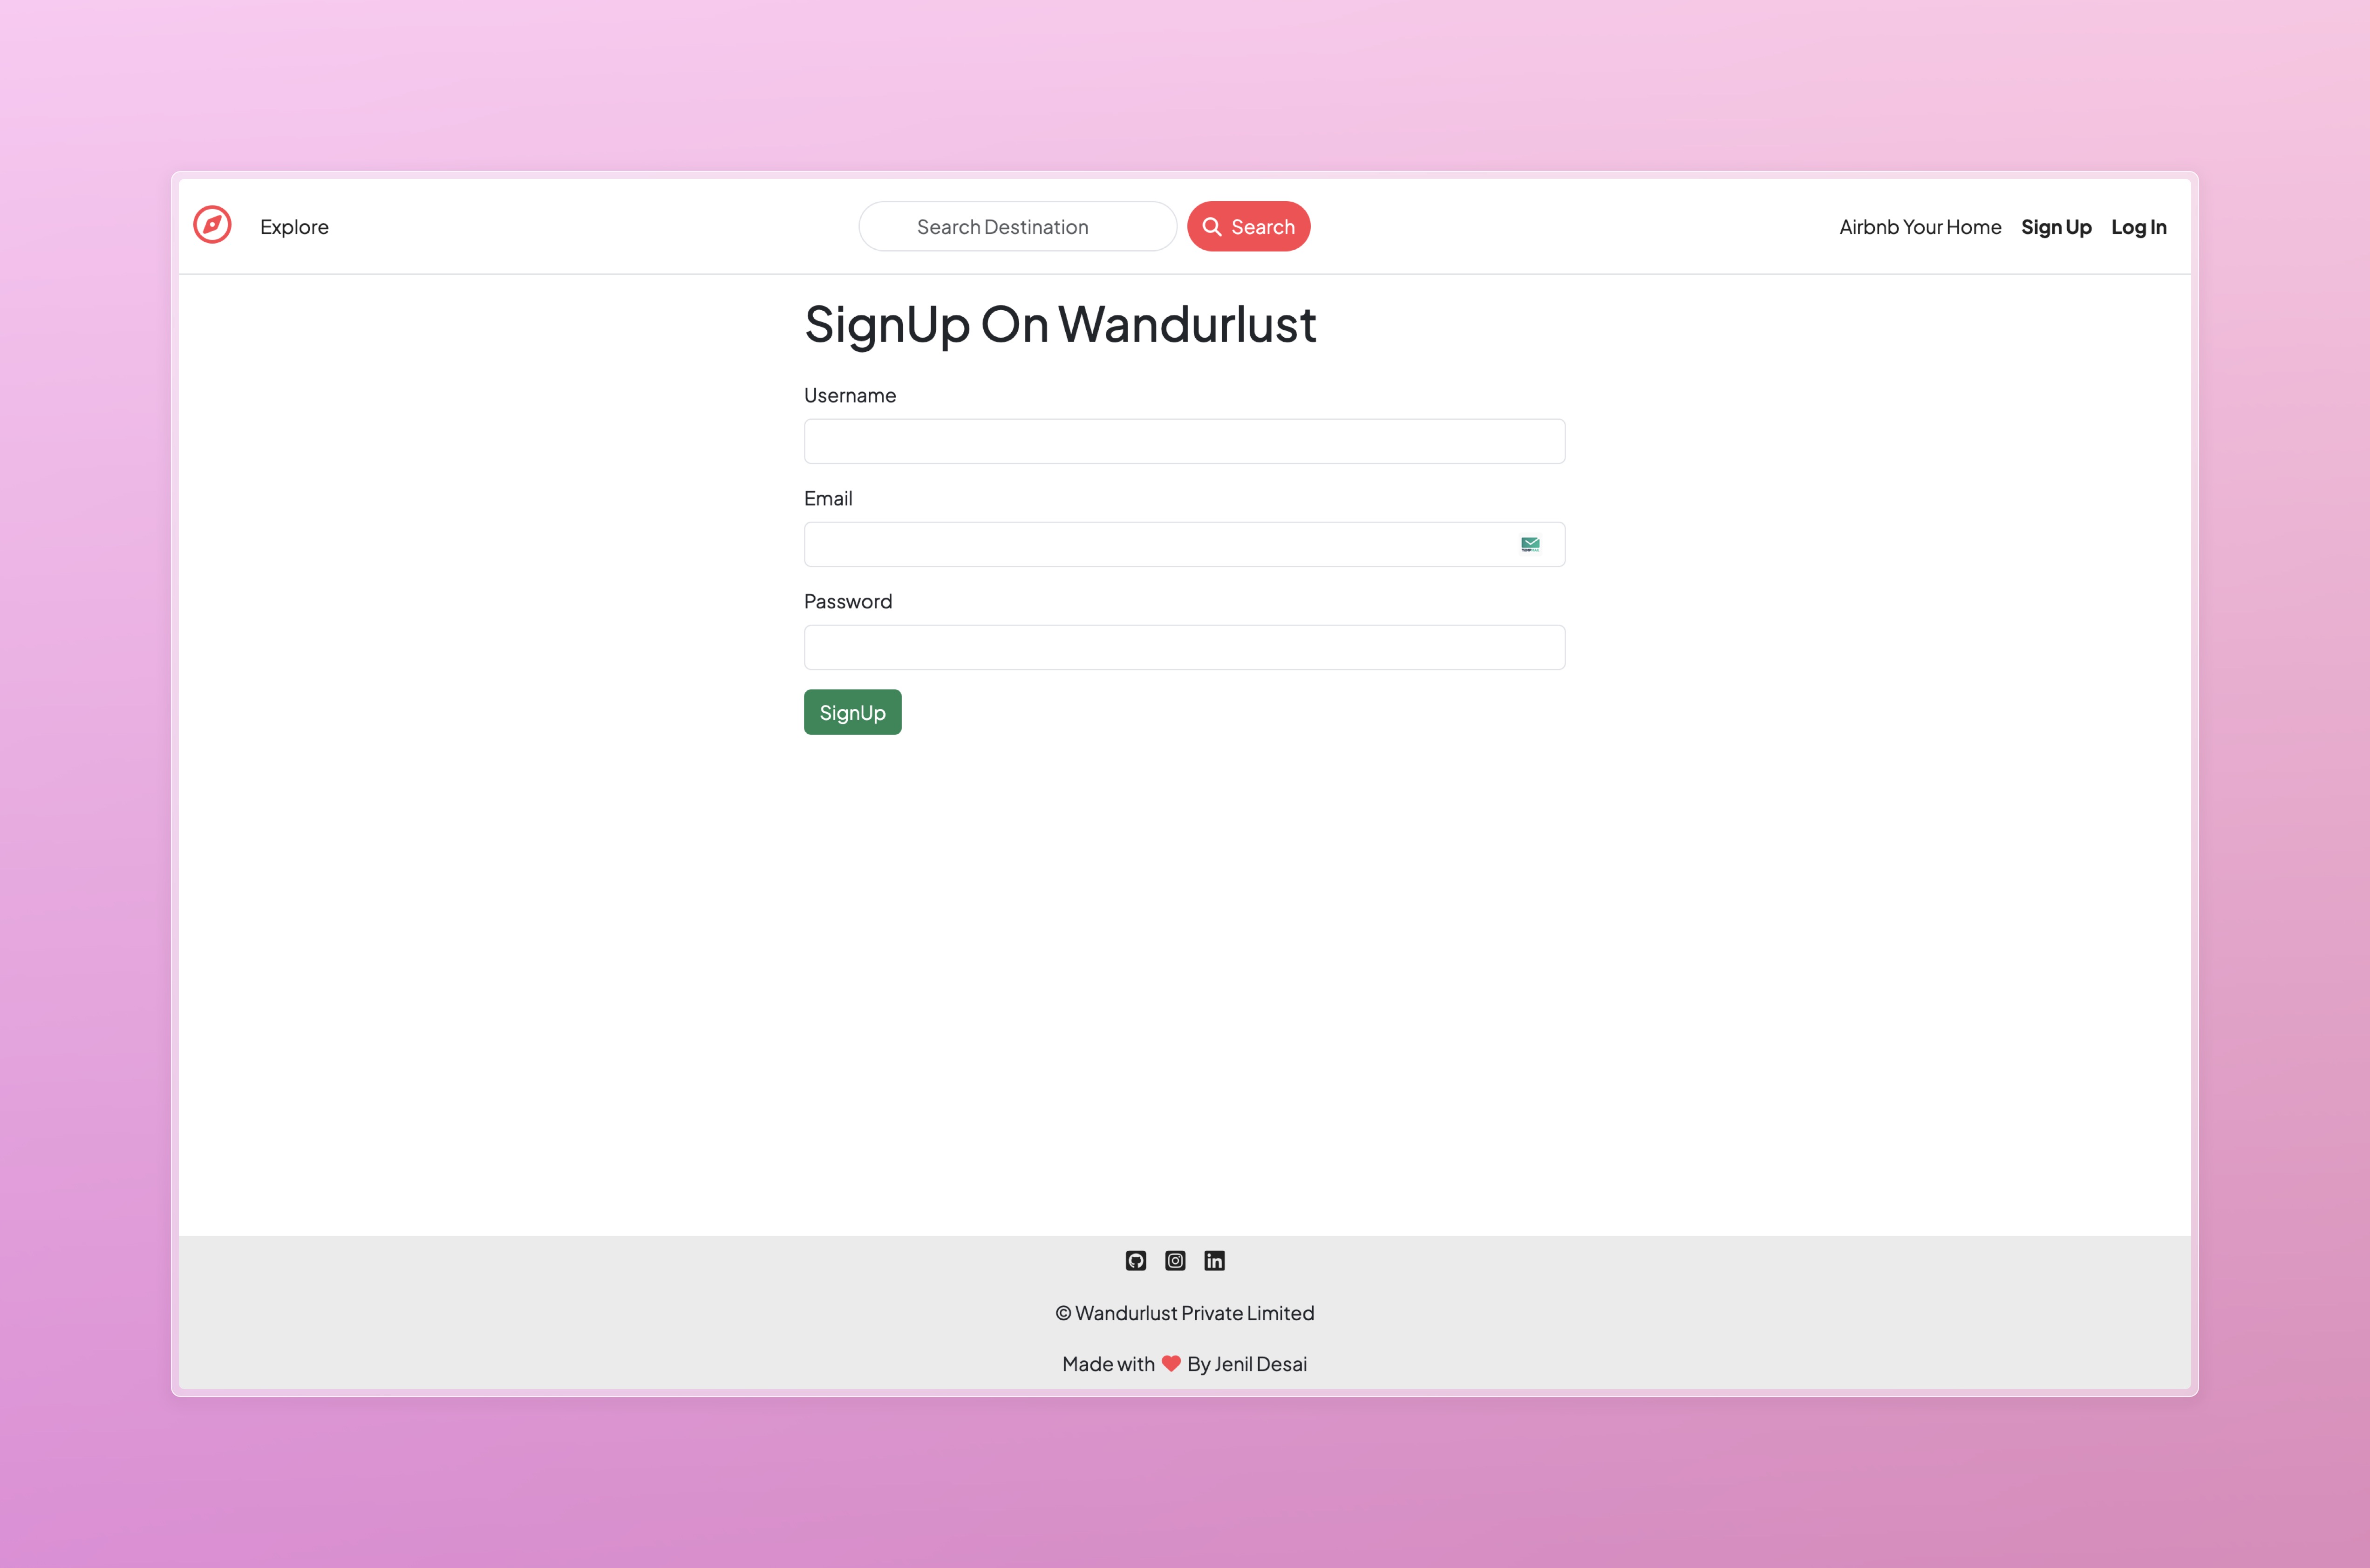 Explore
Search Destination
Search
Airbnb Your Home
Sign Up
Log In
SignUp On Wandurlust
Username
Email
Password
SignUp
© Wandurlust Private Limited
Made with ❤ By Jenil Desai